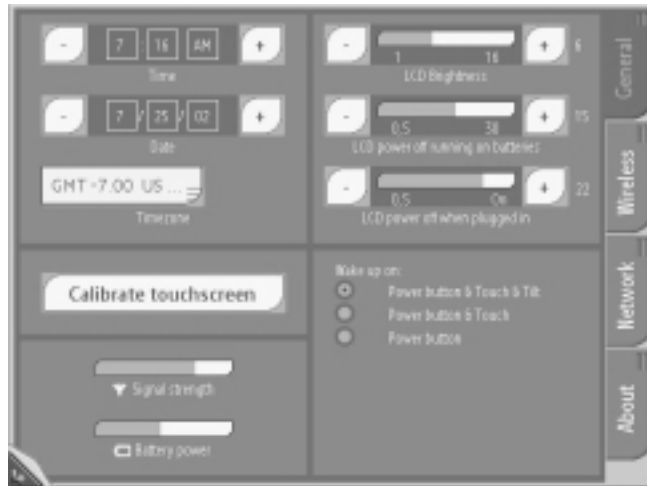 - 7 : 16 AM +
Time
- 7 / 25 / 02 +
Date
GMT -7.00 US ...
Timezone
- + 6
1 16
LCD Brightness
- + 15
0,5 30
LCD power off running on batteries
- + 22
0,5 On
LCD power off when plugged in
Calibrate touchscreen
Signal strength
Battery power
Wake up on:
Power button & Touch & Tilt
Power button & Touch
Power button
General
Wireless
Network
About